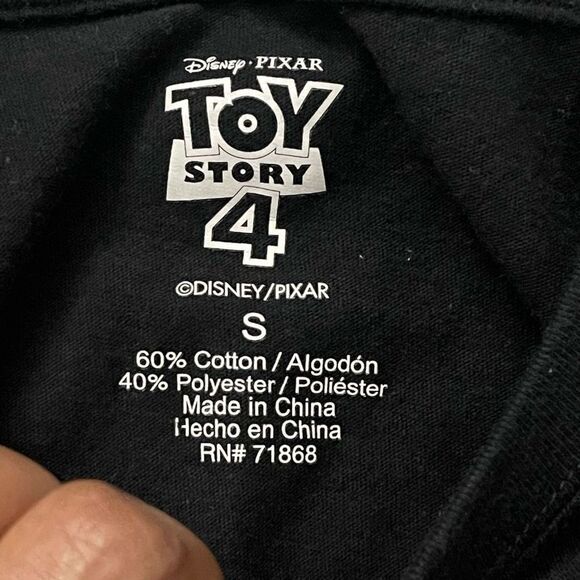 Disney · PIXAR
TOY
STORY
4
©DISNEY/PIXAR
S
60% Cotton / Algodón
40% Polyester / Poliéster
Made in China
Hecho en China
RN# 71868